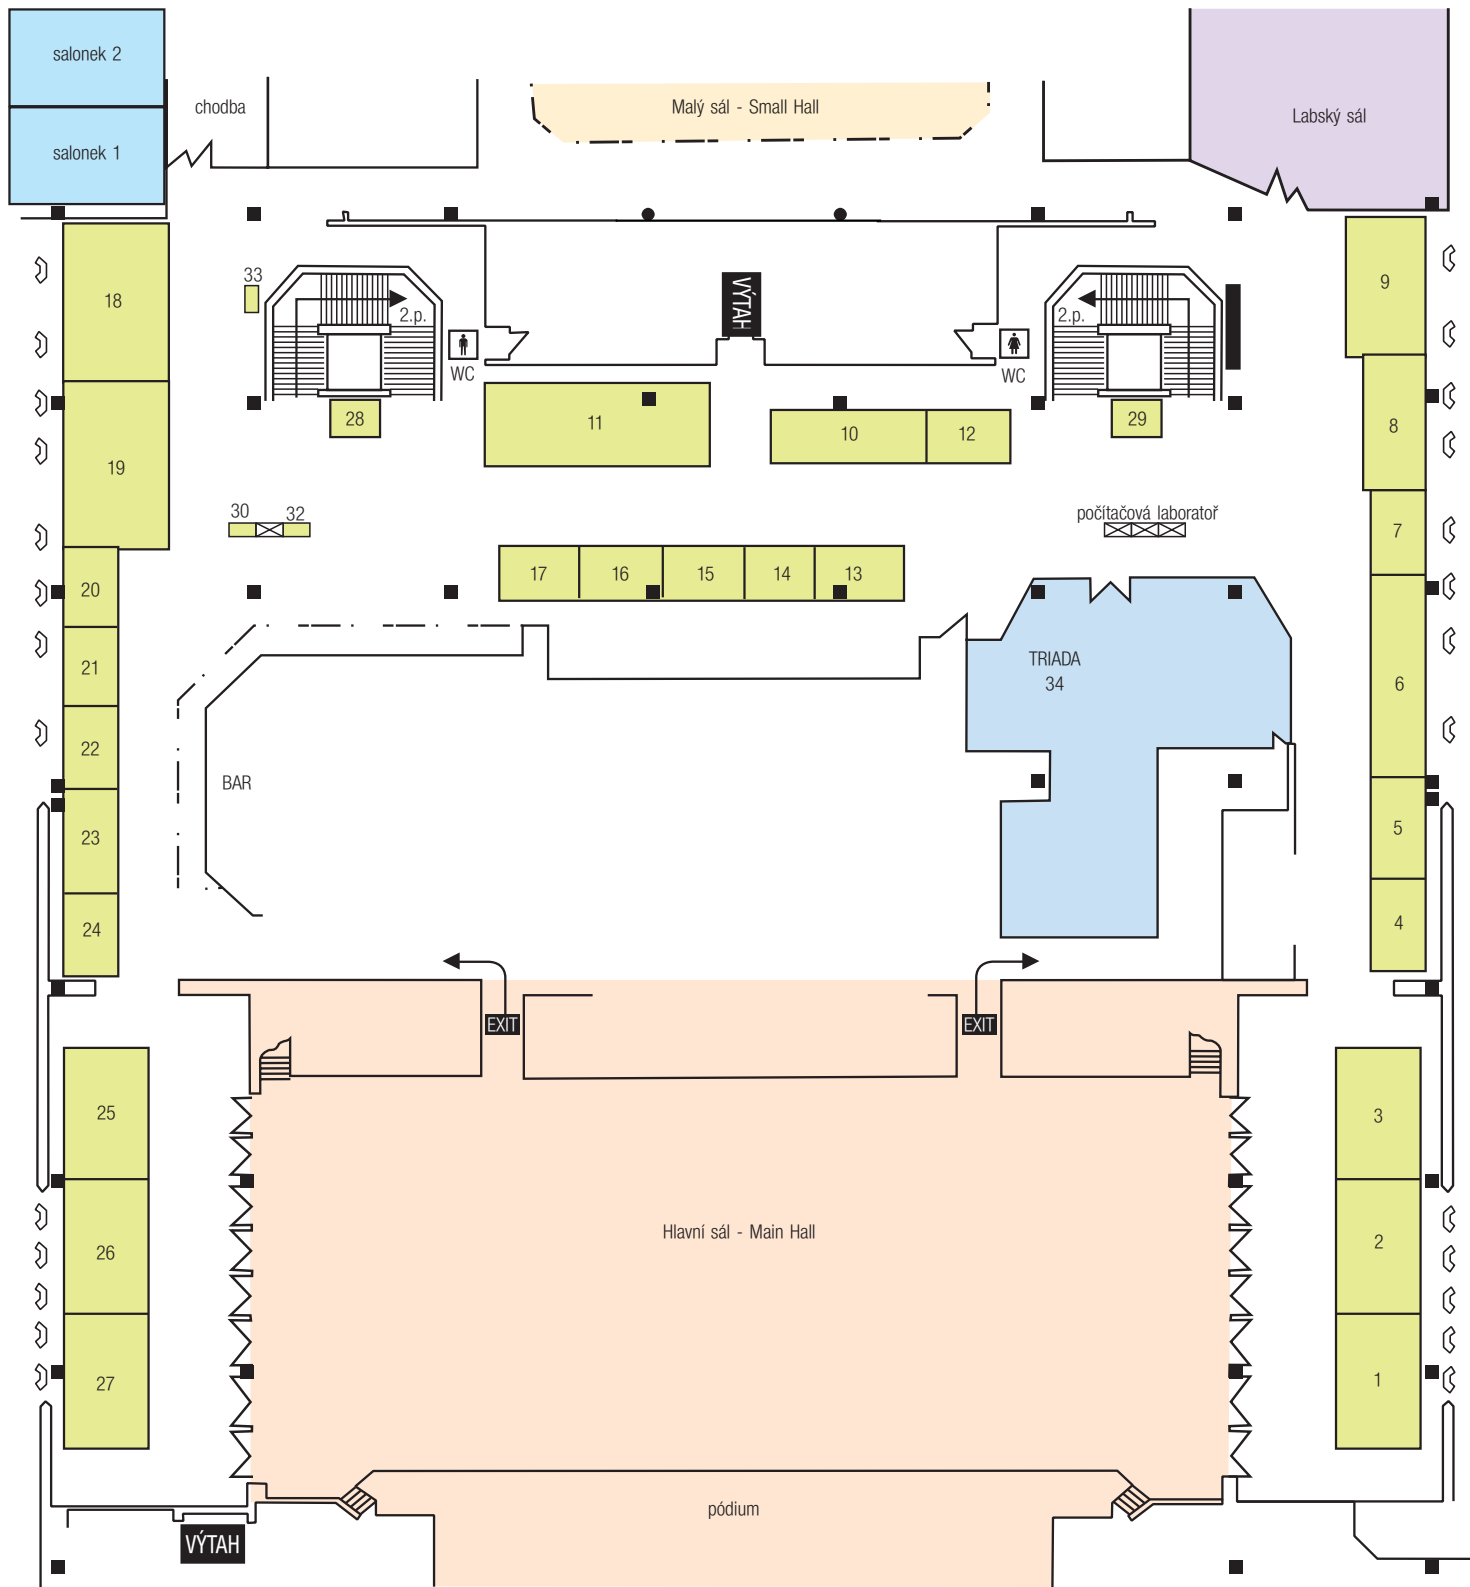 salonek 2
chodba
Malý sál - Small Hall
Labský sál
salonek 1
33
18
VÝTAH
9
2.p.
2.p.
WC
WC
28
11
10
12
29
8
19
30
32
počítačová laboratoř
7
17
16
15
14
13
20
21
TRIADA
34
6
22
BAR
23
5
24
4
EXIT
EXIT
25
3
26
Hlavní sál - Main Hall
2
27
1
pódium
VÝTAH